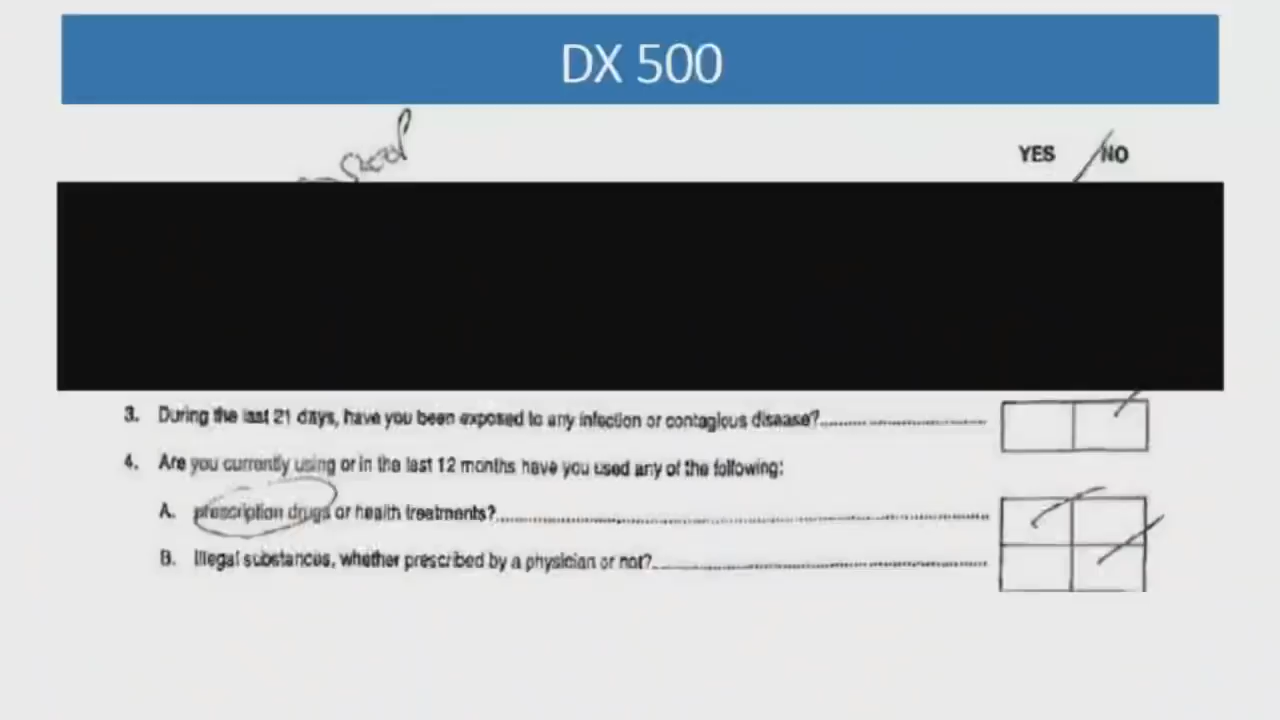 DX 500
YES NO
3. During the last 21 days, have you been exposed to any infection or contagious disease?
4. Are you currently using or in the last 12 months have you used any of the following:
A. prescription drugs or health treatments?
B. Illegal substances, whether prescribed by a physician or not?